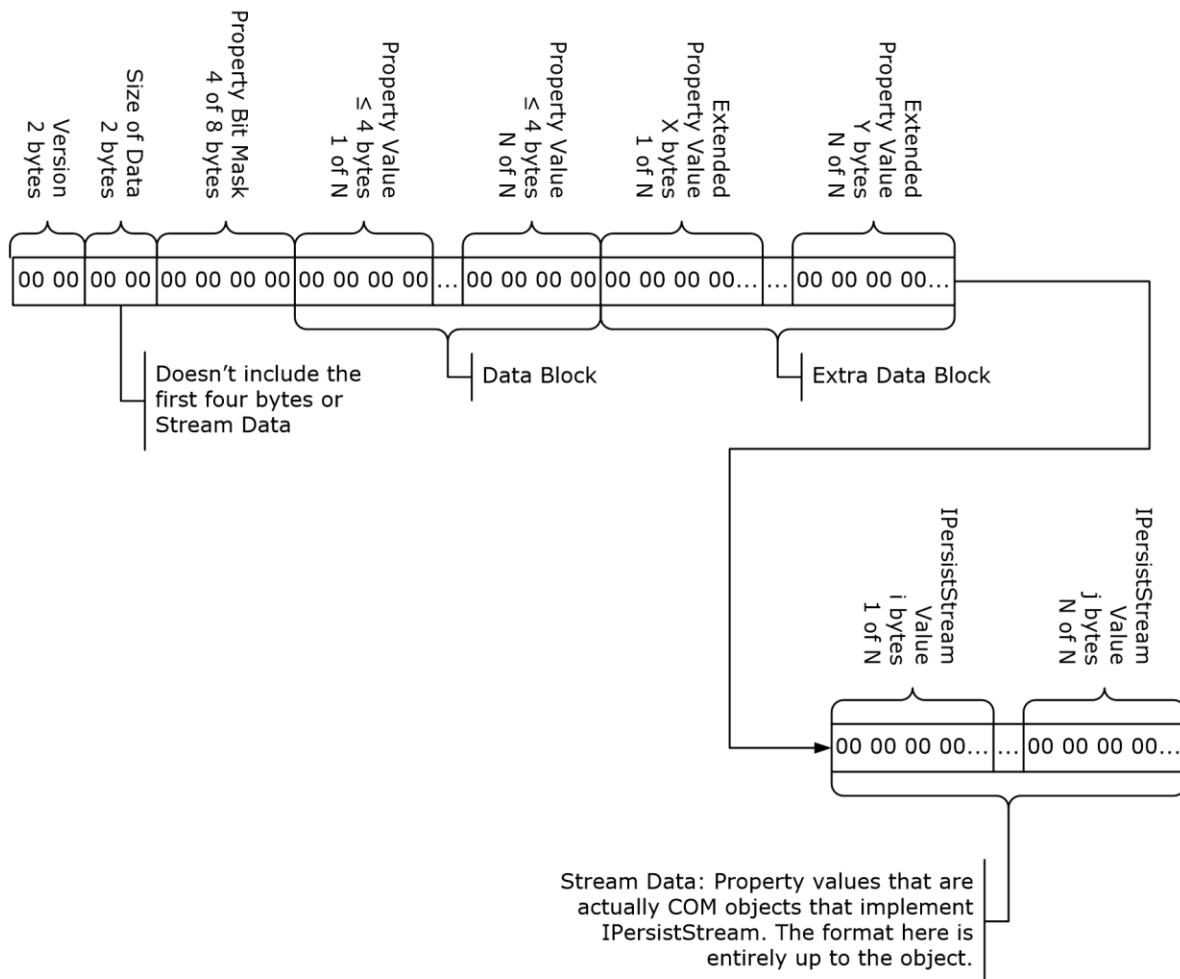 Version
2 bytes
Size of Data
2 bytes
Property Bit Mask
4 of 8 bytes
Property Value
≤ 4 bytes
1 of N
Property Value
≤ 4 bytes
N of N
Extended
Property Value
X bytes
1 of N
Extended
Property Value
Y bytes
N of N
00 00 00 00 00 00 00 00 00 00 00 00 ... 00 00 00 00 00 00 00 00... ... 00 00 00 00...
Doesn’t include the
first four bytes or
Stream Data
Data Block
Extra Data Block
IPersistStream
Value
i bytes
1 of N
IPersistStream
Value
j bytes
N of N
00 00 00 00... ... 00 00 00 00...
Stream Data: Property values that are
actually COM objects that implement
IPersistStream. The format here is
entirely up to the object.